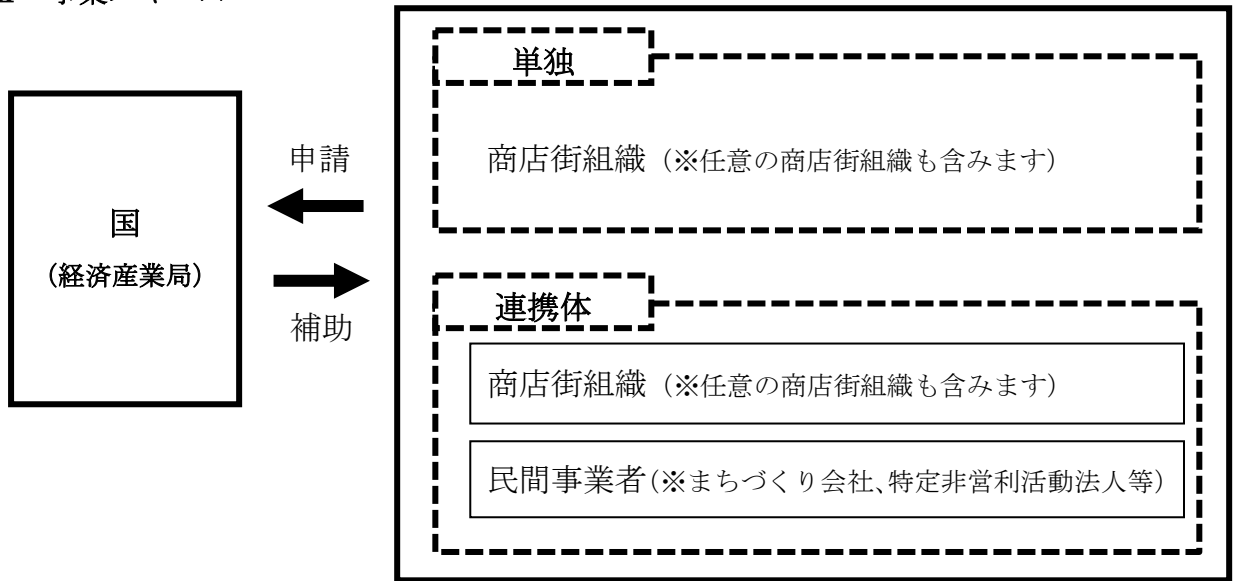 国
(経済産業局)
申請
補助
単独
商店街組織（※任意の商店街組織も含みます）
連携体
商店街組織（※任意の商店街組織も含みます）
民間事業者（※まちづくり会社、特定非営利活動法人等）